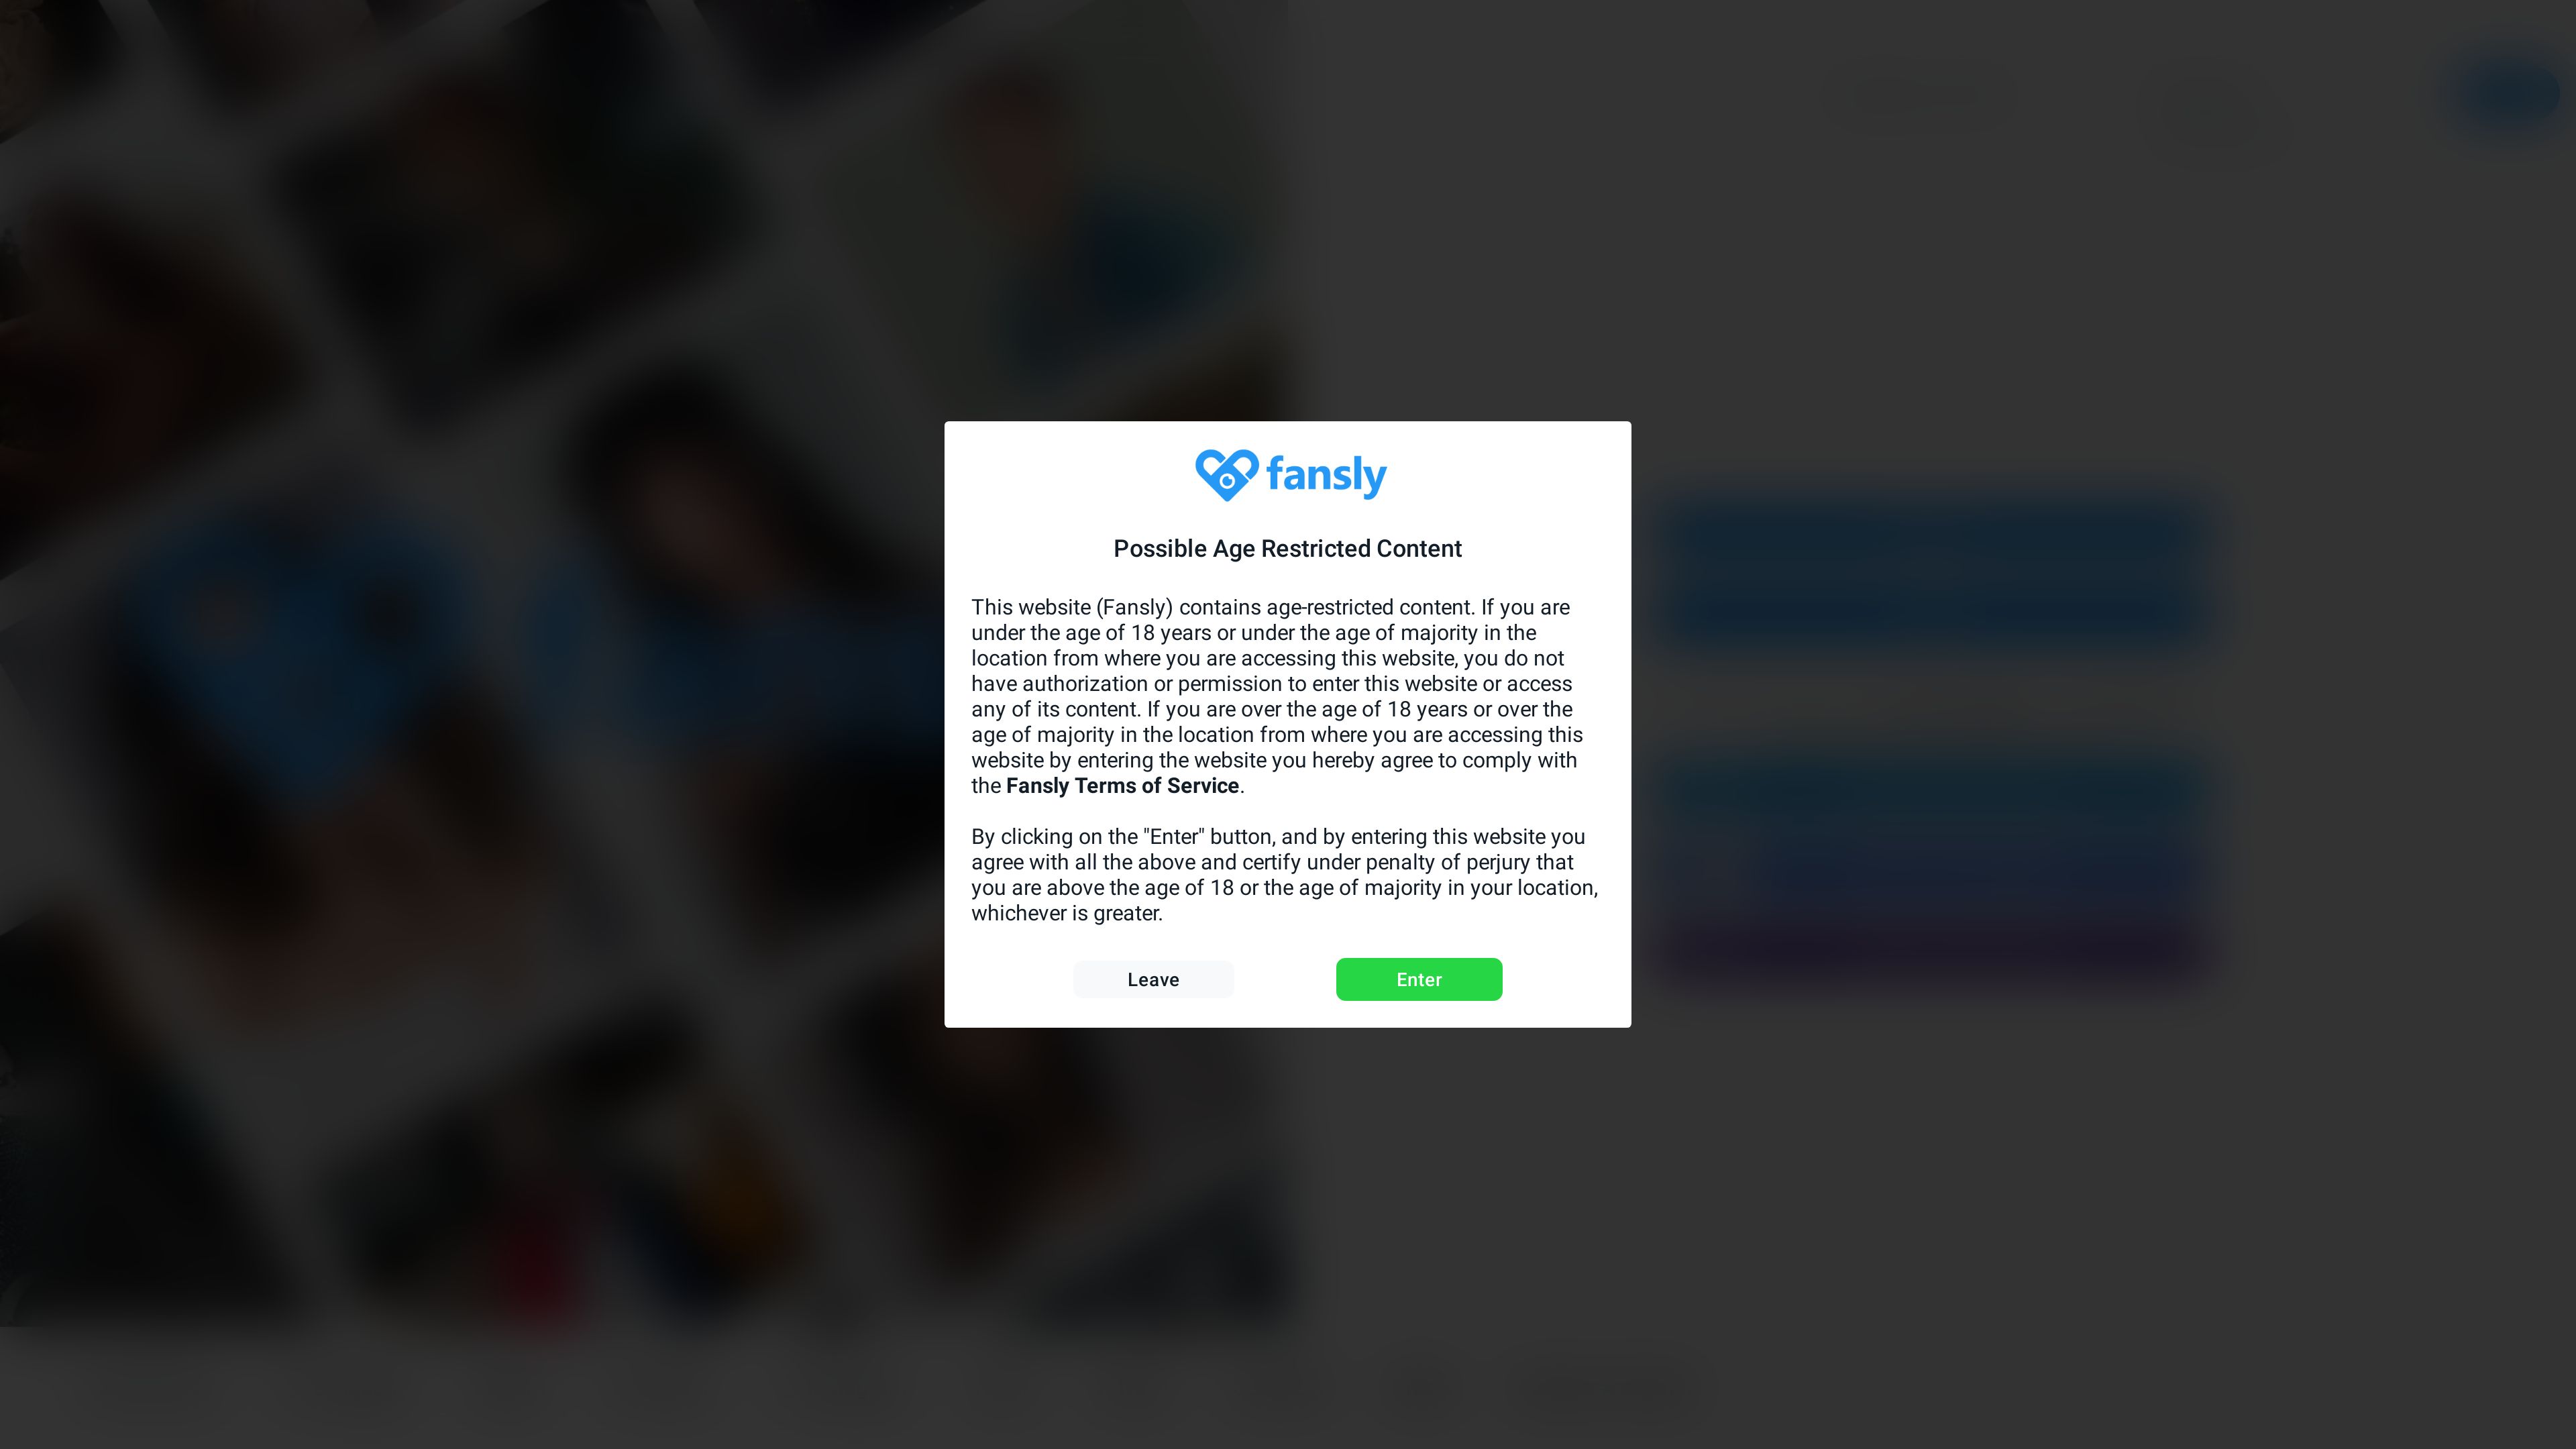 fansly
Possible Age Restricted Content
This website (Fansly) contains age-restricted content. If you are
under the age of 18 years or under the age of majority in the
location from where you are accessing this website, you do not
have authorization or permission to enter this website or access
any of its content. If you are over the age of 18 years or over the
age of majority in the location from where you are accessing this
website by entering the website you hereby agree to comply with
the Fansly Terms of Service.
By clicking on the "Enter" button, and by entering this website you
agree with all the above and certify under penalty of perjury that
you are above the age of 18 or the age of majority in your location,
whichever is greater.
Leave Enter